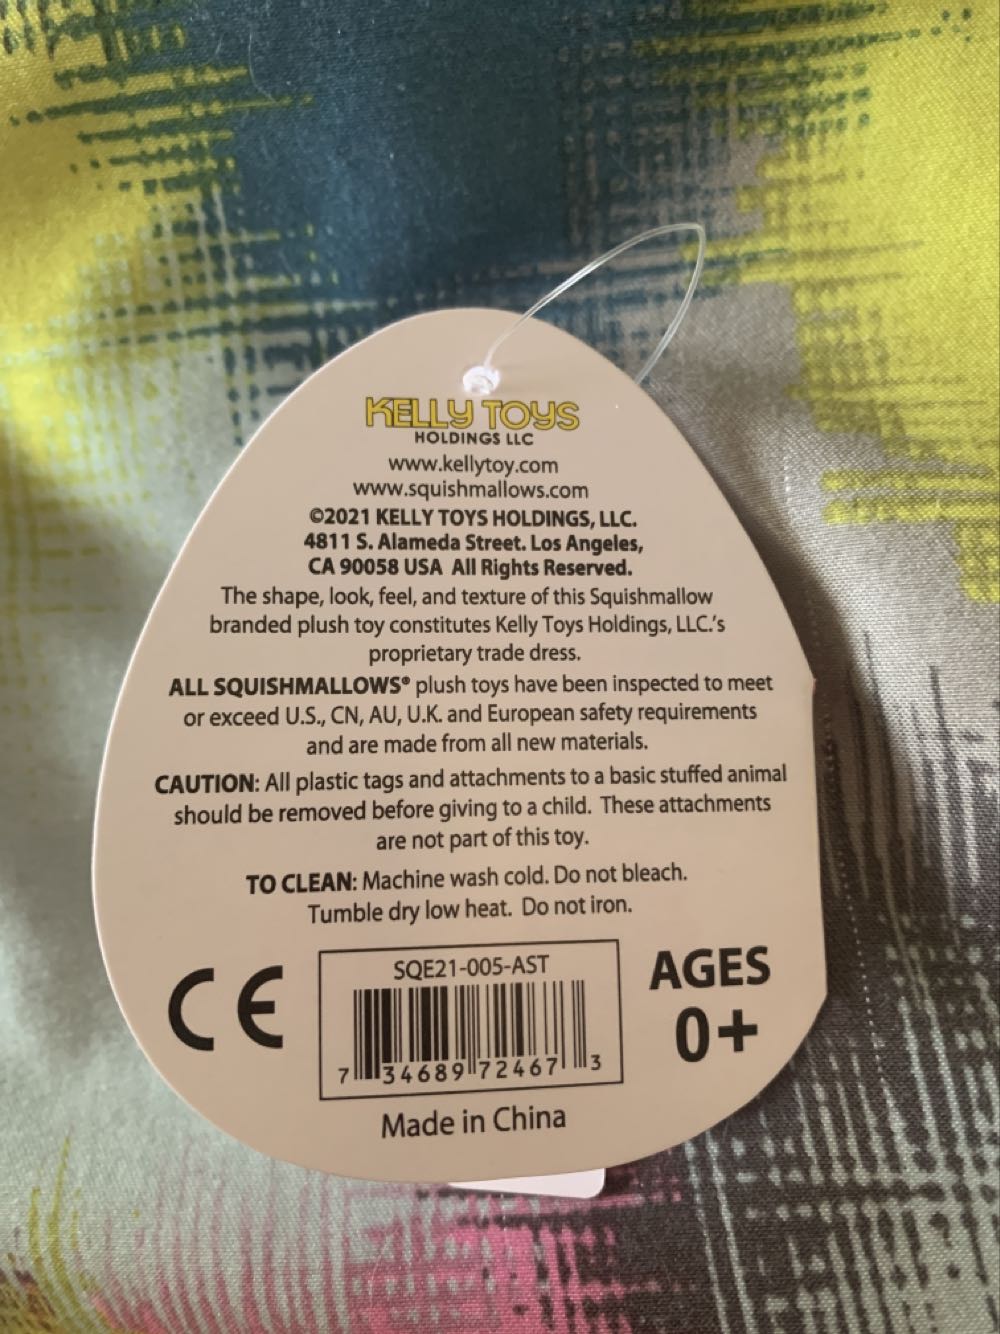 KELLY TOYS
HOLDINGS LLC
www.kellytoy.com
www.squishmallows.com
©2021 KELLY TOYS HOLDINGS, LLC.
4811 S. Alameda Street. Los Angeles,
CA 90058 USA All Rights Reserved.
The shape, look, feel, and texture of this Squishmallow
branded plush toy constitutes Kelly Toys Holdings, LLC.'s
proprietary trade dress.
ALL SQUISHMALLOWS® plush toys have been inspected to meet
or exceed U.S., CN, AU, U.K. and European safety requirements
and are made from all new materials.
CAUTION: All plastic tags and attachments to a basic stuffed animal
should be removed before giving to a child. These attachments
are not part of this toy.
TO CLEAN: Machine wash cold. Do not bleach.
Tumble dry low heat. Do not iron.
CE
SQE21-005-AST
7 34689 72467 3
AGES
0+
Made in China